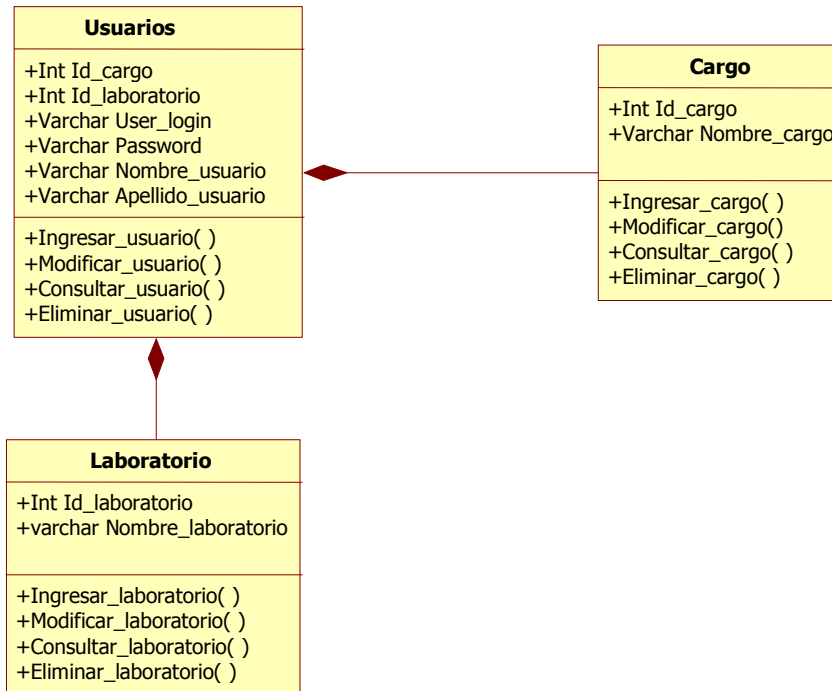 Usuarios
+Int Id_cargo
+Int Id_laboratorio
+Varchar User_login
+Varchar Password
+Varchar Nombre_usuario
+Varchar Apellido_usuario
+Ingresar_usuario( )
+Modificar_usuario( )
+Consultar_usuario( )
+Eliminar_usuario( )
Cargo
+Int Id_cargo
+Varchar Nombre_cargo
+Ingresar_cargo( )
+Modificar_cargo()
+Consultar_cargo( )
+Eliminar_cargo( )
Laboratorio
+Int Id_laboratorio
+varchar Nombre_laboratorio
+Ingresar_laboratorio( )
+Modificar_laboratorio( )
+Consultar_laboratorio( )
+Eliminar_laboratorio( )